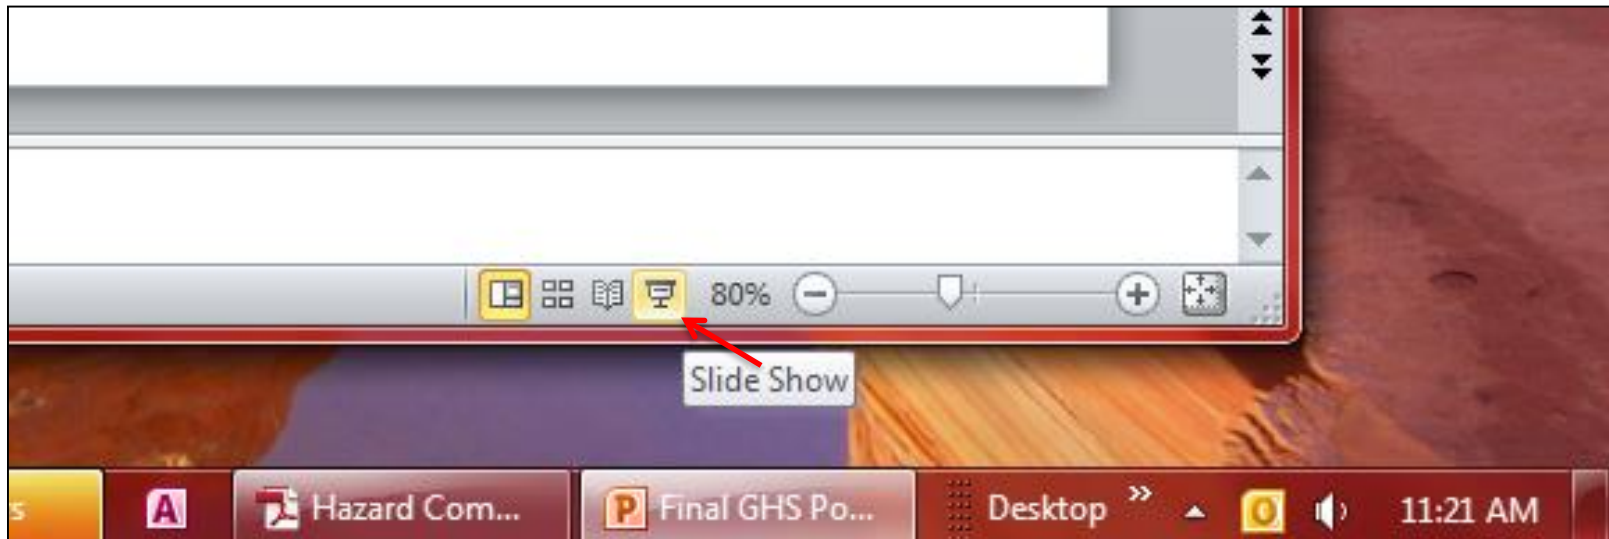 80%
Slide Show
s
Hazard Com...
Final GHS Po...
Desktop
11:21 AM